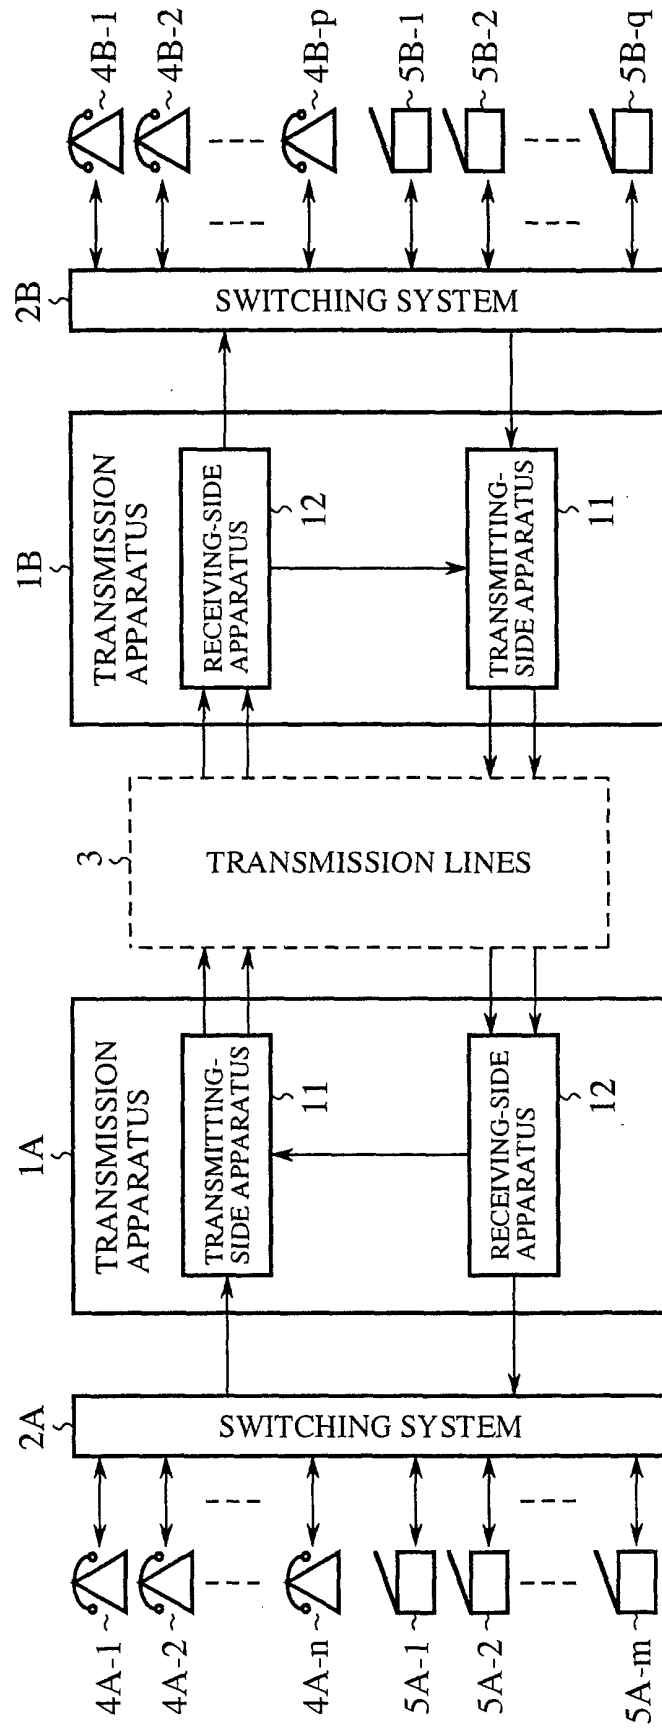 4A-1
4A-2
4A-n
5A-1
5A-2
5A-m
2A
SWITCHING SYSTEM
1A
TRANSMISSION
APPARATUS
TRANSMITTING-
SIDE APPARATUS
11
RECEIVING-SIDE
APPARATUS
12
3
TRANSMISSION LINES
1B
TRANSMISSION
APPARATUS
RECEIVING-SIDE
APPARATUS
12
TRANSMITTING-
SIDE APPARATUS
11
2B
SWITCHING SYSTEM
4B-1
4B-2
4B-p
5B-1
5B-2
5B-q